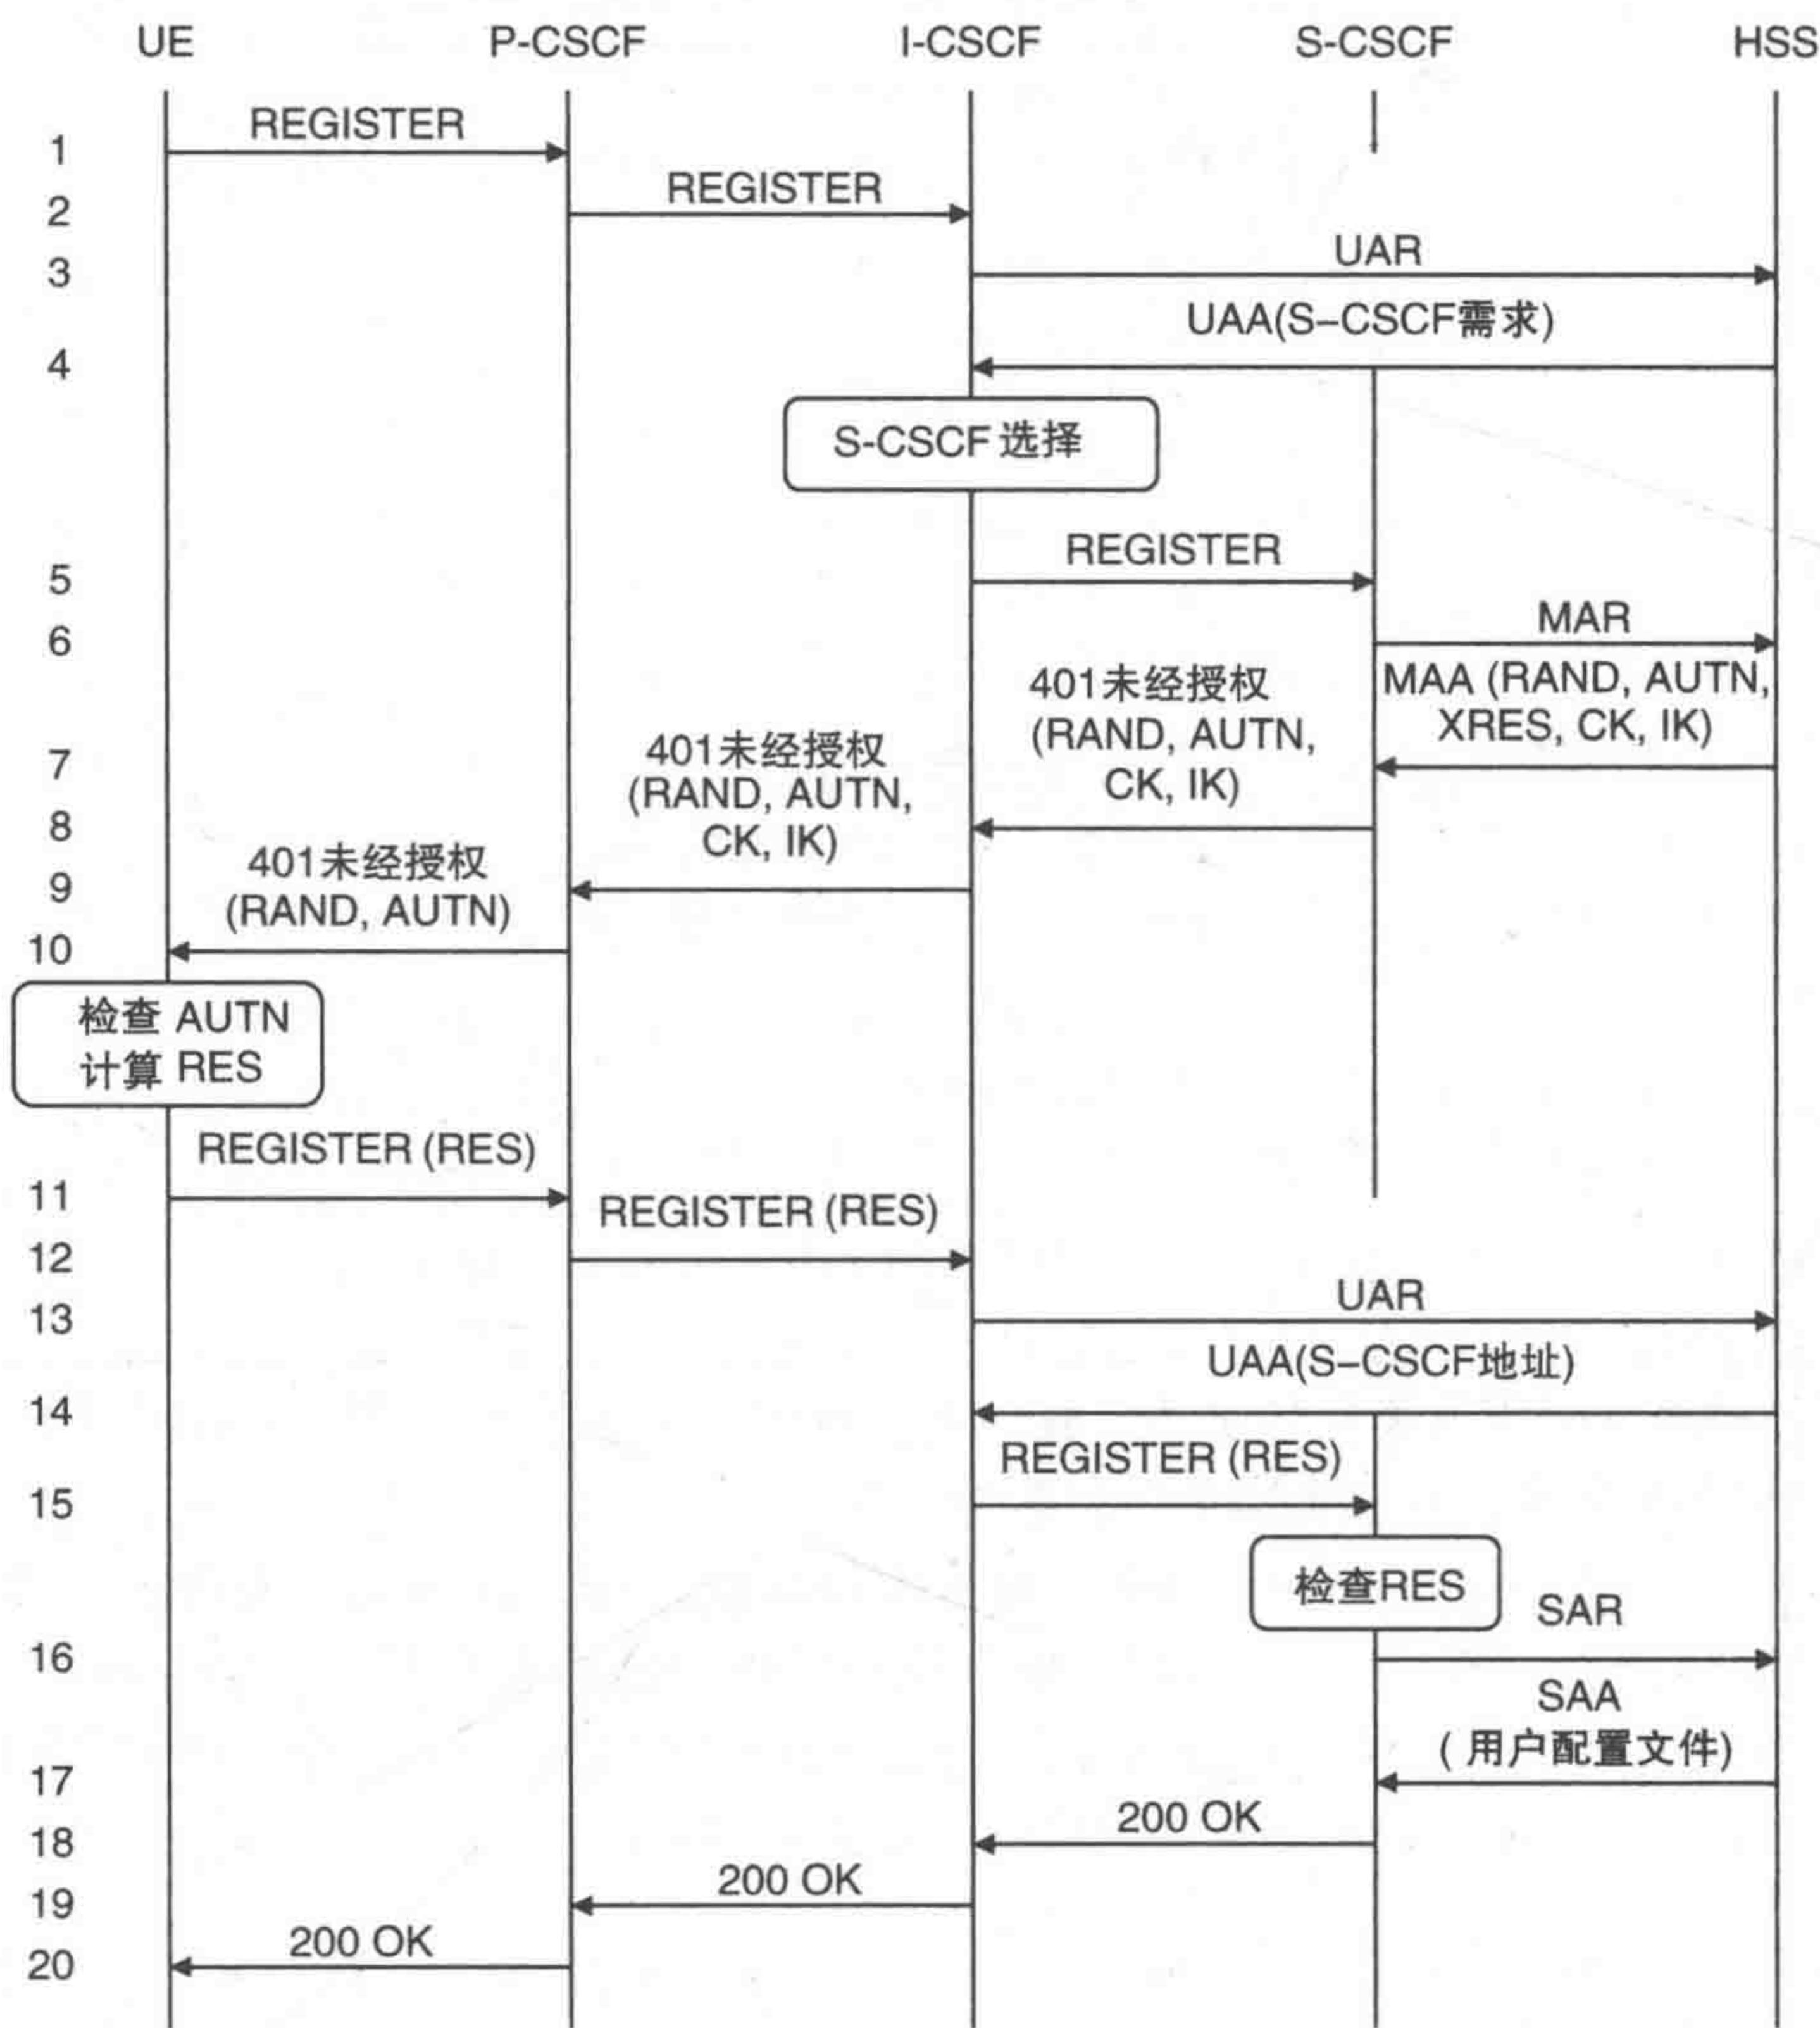 UE P-CSCF I-CSCF S-CSCF HSS
REGISTER
1
REGISTER
2
UAR
3
UAA(S-CSCF需求)
4
S-CSCF 选择
REGISTER
5
MAR
6
MAA (RAND, AUTN,
XRES, CK, IK)
7
401未经授权
(RAND, AUTN,
CK, IK)
8
401未经授权
(RAND, AUTN,
CK, IK)
9
401未经授权
(RAND, AUTN)
10
检查 AUTN
计算 RES
REGISTER (RES)
11
REGISTER (RES)
12
UAR
13
UAA(S-CSCF地址)
14
REGISTER (RES)
15
检查RES
SAR
16
SAA
( 用户配置文件)
17
200 OK
18
200 OK
19
200 OK
20